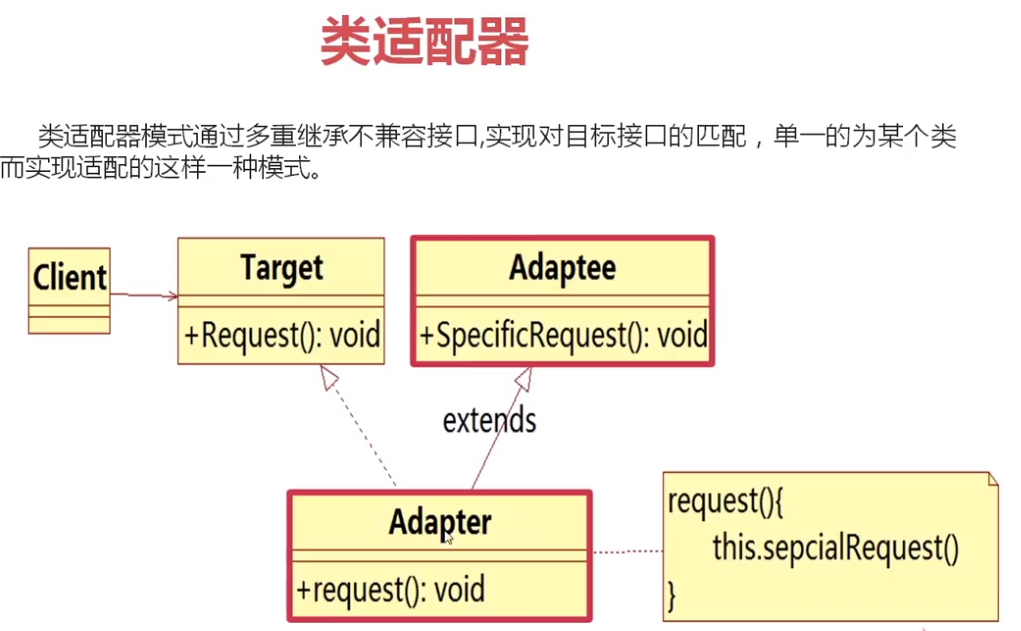 类适配器
类适配器模式通过多重继承不兼容接口,实现对目标接口的匹配，单一的为某个类
而实现适配的这样一种模式。
Client
Target
+Request(): void
Adaptee
+SpecificRequest(): void
extends
Adapter
+request(): void
request(){
this.sepcialRequest()
}